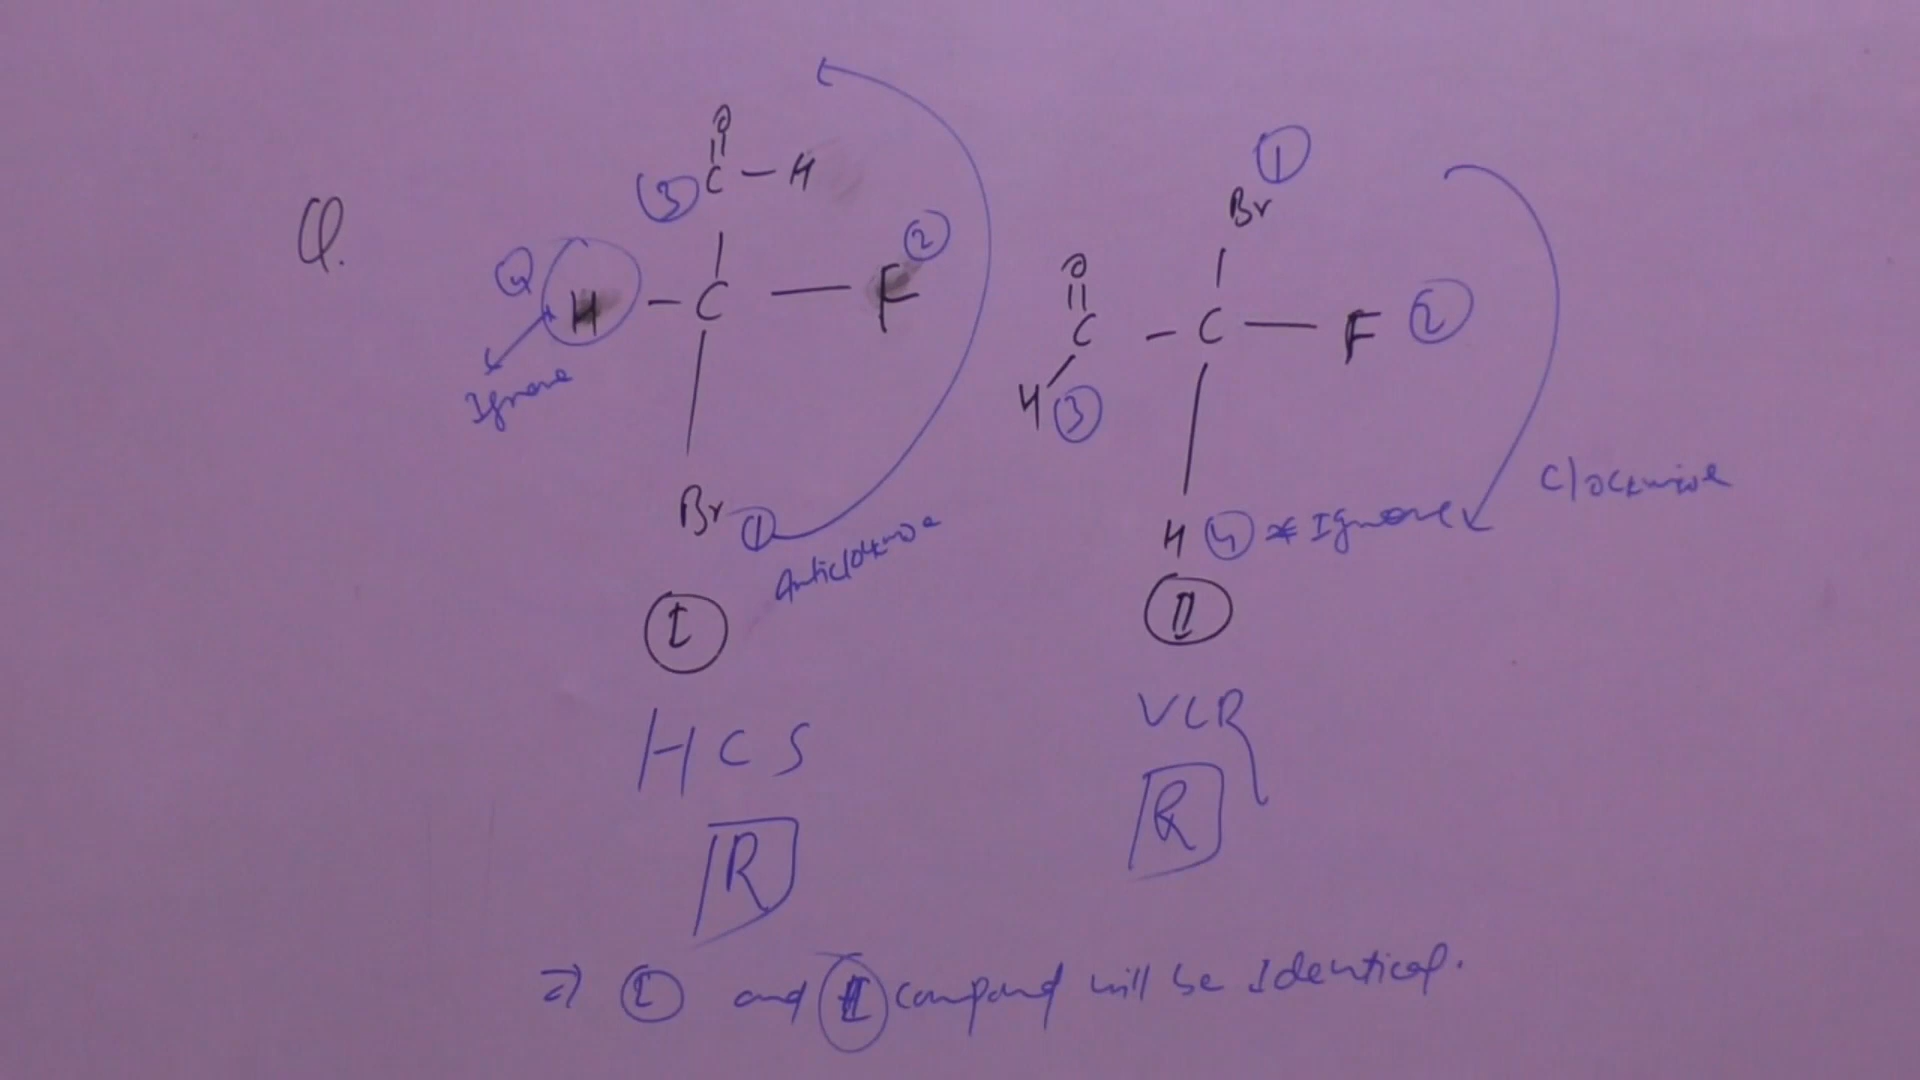 Q.
O
||
③ C - H
④ H - C - F ②
Ignore
Br ①
Anticlockwise
I
HCS
R
① Br
O
||
C - C - F ②
H ③
H ④ * Ignore
Clockwise
II
VCR
R
=> I and II compound will be Identical.